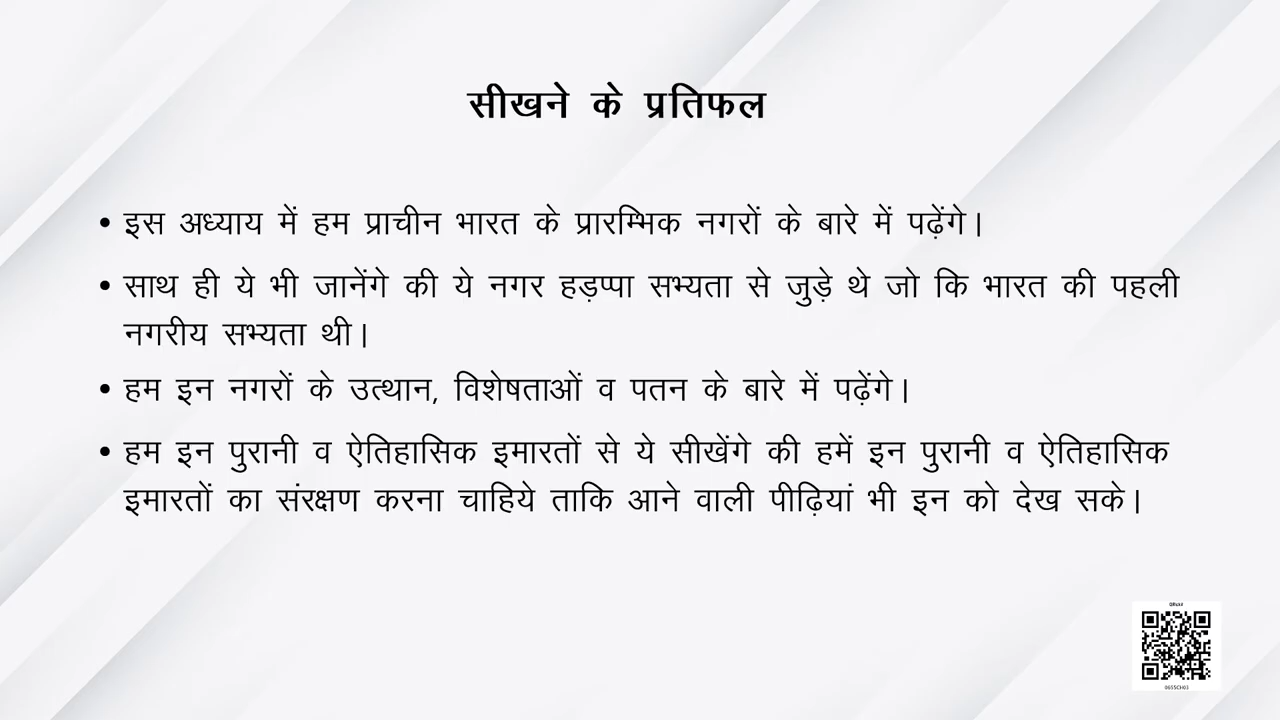 सीखने के प्रतिफल
• इस अध्याय में हम प्राचीन भारत के प्रारम्भिक नगरों के बारे में पढ़ेंगे।
• साथ ही ये भी जानेंगे की ये नगर हड़प्पा सभ्यता से जुड़े थे जो कि भारत की पहली
नगरीय सभ्यता थी।
• हम इन नगरों के उत्थान, विशेषताओं व पतन के बारे में पढ़ेंगे।
• हम इन पुरानी व ऐतिहासिक इमारतों से ये सीखेंगे की हमें इन पुरानी व ऐतिहासिक
इमारतों का संरक्षण करना चाहिये ताकि आने वाली पीढ़ियां भी इन को देख सके।
0655CH03